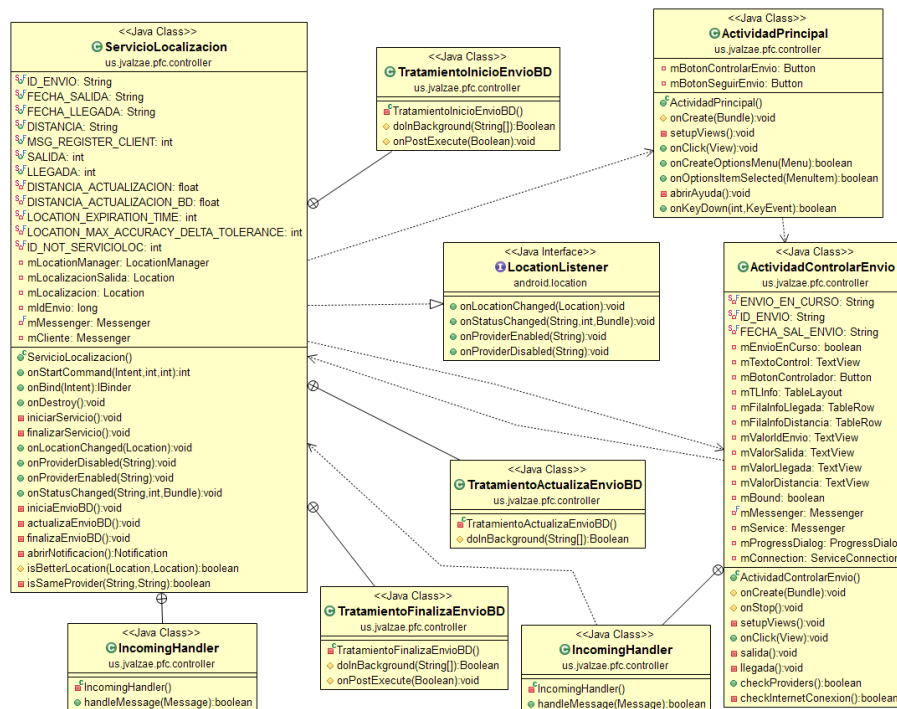 <<Java Class>>
ServicioLocalizacion
us.jvalzae.pfc.controller
ID_ENVIO: String
FECHA_SALIDA: String
FECHA_LLEGADA: String
DISTANCIA: String
MSG_REGISTER_CLIENT: int
SALIDA: int
LLEGADA: int
DISTANCIA_ACTUALIZACION: float
DISTANCIA_ACTUALIZACION_BD: float
LOCATION_EXPIRATION_TIME: int
LOCATION_MAX_ACCURACY_DELTA_TOLERANCE: int
ID_NOT_SERVICIOLOC: int
mLocationManager: LocationManager
mLocalizacionSalida: Location
mLocalizacion: Location
mIdEnvio: long
mMessenger: Messenger
mCliente: Messenger
ServicioLocalizacion()
onStartCommand(Intent,int,int):int
onBind(Intent):IBinder
onDestroy():void
iniciarServicio():void
finalizarServicio():void
onLocationChanged(Location):void
onProviderDisabled(String):void
onProviderEnabled(String):void
onStatusChanged(String,int,Bundle):void
iniciaEnvioBD():void
actualizaEnvioBD():void
finalizaEnvioBD():void
abrirNotificacion():Notification
isBetterLocation(Location,Location):boolean
isSameProvider(String,String):boolean
<<Java Class>>
TratamientoInicioEnvioBD
us.jvalzae.pfc.controller
TratamientoInicioEnvioBD()
doInBackground(String[]):Boolean
onPostExecute(Boolean):void
<<Java Class>>
ActividadPrincipal
us.jvalzae.pfc.controller
mBotonControlarEnvio: Button
mBotonSeguirEnvio: Button
ActividadPrincipal()
onCreate(Bundle):void
setupViews():void
onClick(View):void
onCreateOptionsMenu(Menu):boolean
onOptionsItemSelected(MenuItem):boolean
abrirAyuda():void
onKeyDown(int,KeyEvent):boolean
<<Java Interface>>
LocationListener
android.location
onLocationChanged(Location):void
onStatusChanged(String,int,Bundle):void
onProviderEnabled(String):void
onProviderDisabled(String):void
<<Java Class>>
ActividadControlarEnvio
us.jvalzae.pfc.controller
ENVIO_EN_CURSO: String
ID_ENVIO: String
FECHA_SAL_ENVIO: String
mEnvioEnCurso: boolean
mTextoControl: TextView
mBotonControlador: Button
mTLInfo: TableLayout
mFilaInfoLlegada: TableRow
mFilaInfoDistancia: TableRow
mValorIdEnvio: TextView
mValorSalida: TextView
mValorLlegada: TextView
mValorDistancia: TextView
mBound: boolean
mMessenger: Messenger
mService: Messenger
mProgressDialog: ProgressDialo
mConnection: ServiceConnection
ActividadControlarEnvio()
onCreate(Bundle):void
onStop():void
setupViews():void
onClick(View):void
salida():void
llegada():void
checkProviders():boolean
checkInternetConexion():boolean
<<Java Class>>
TratamientoActualizaEnvioBD
us.jvalzae.pfc.controller
TratamientoActualizaEnvioBD()
doInBackground(String[]):Boolean
<<Java Class>>
TratamientoFinalizaEnvioBD
us.jvalzae.pfc.controller
TratamientoFinalizaEnvioBD()
doInBackground(String[]):Boolean
onPostExecute(Boolean):void
<<Java Class>>
IncomingHandler
us.jvalzae.pfc.controller
IncomingHandler()
handleMessage(Message):boolean
<<Java Class>>
IncomingHandler
us.jvalzae.pfc.controller
IncomingHandler()
handleMessage(Message):boolean